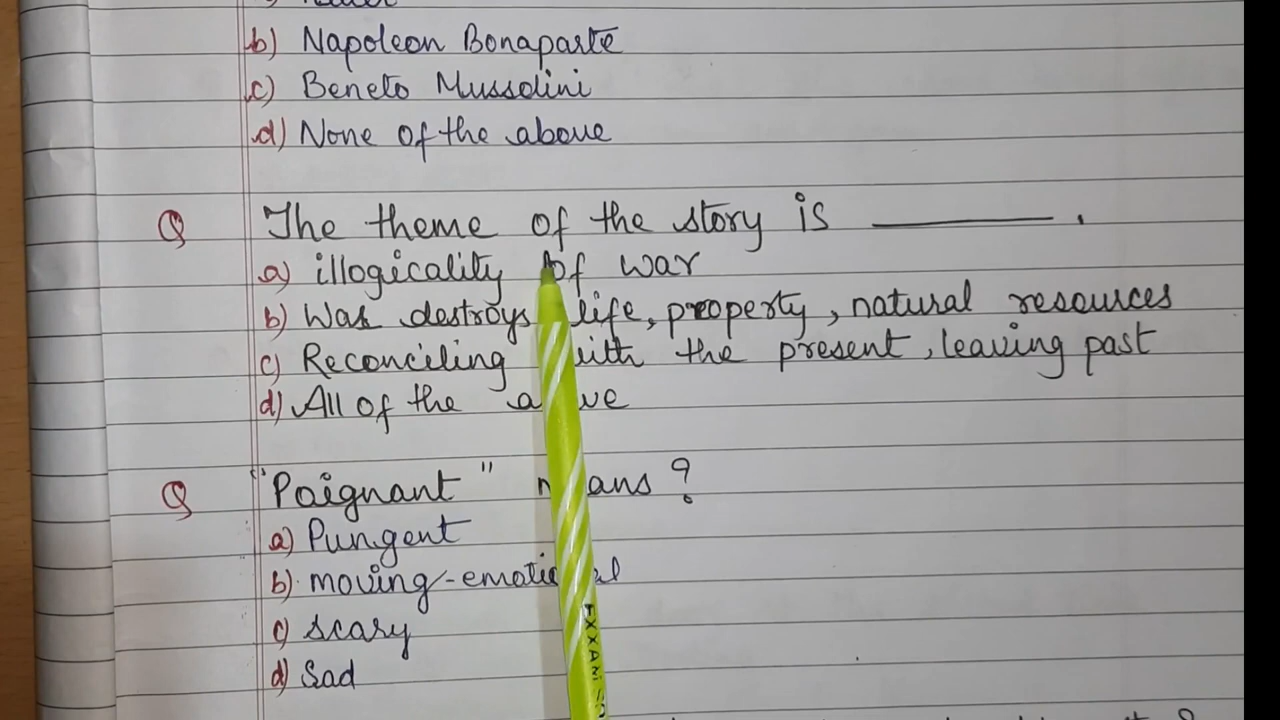 b) Napoleon Bonaparte
c) Beneto Mussolini
d) None of the above
Q The theme of the story is ________ .
a) illogicality of war
b) War destroys life, property, natural resources
c) Reconciling with the present, leaving past
d) All of the above
Q "Poignant" means ?
a) Pungent
b) moving-emotional
c) Scary
d) Sad